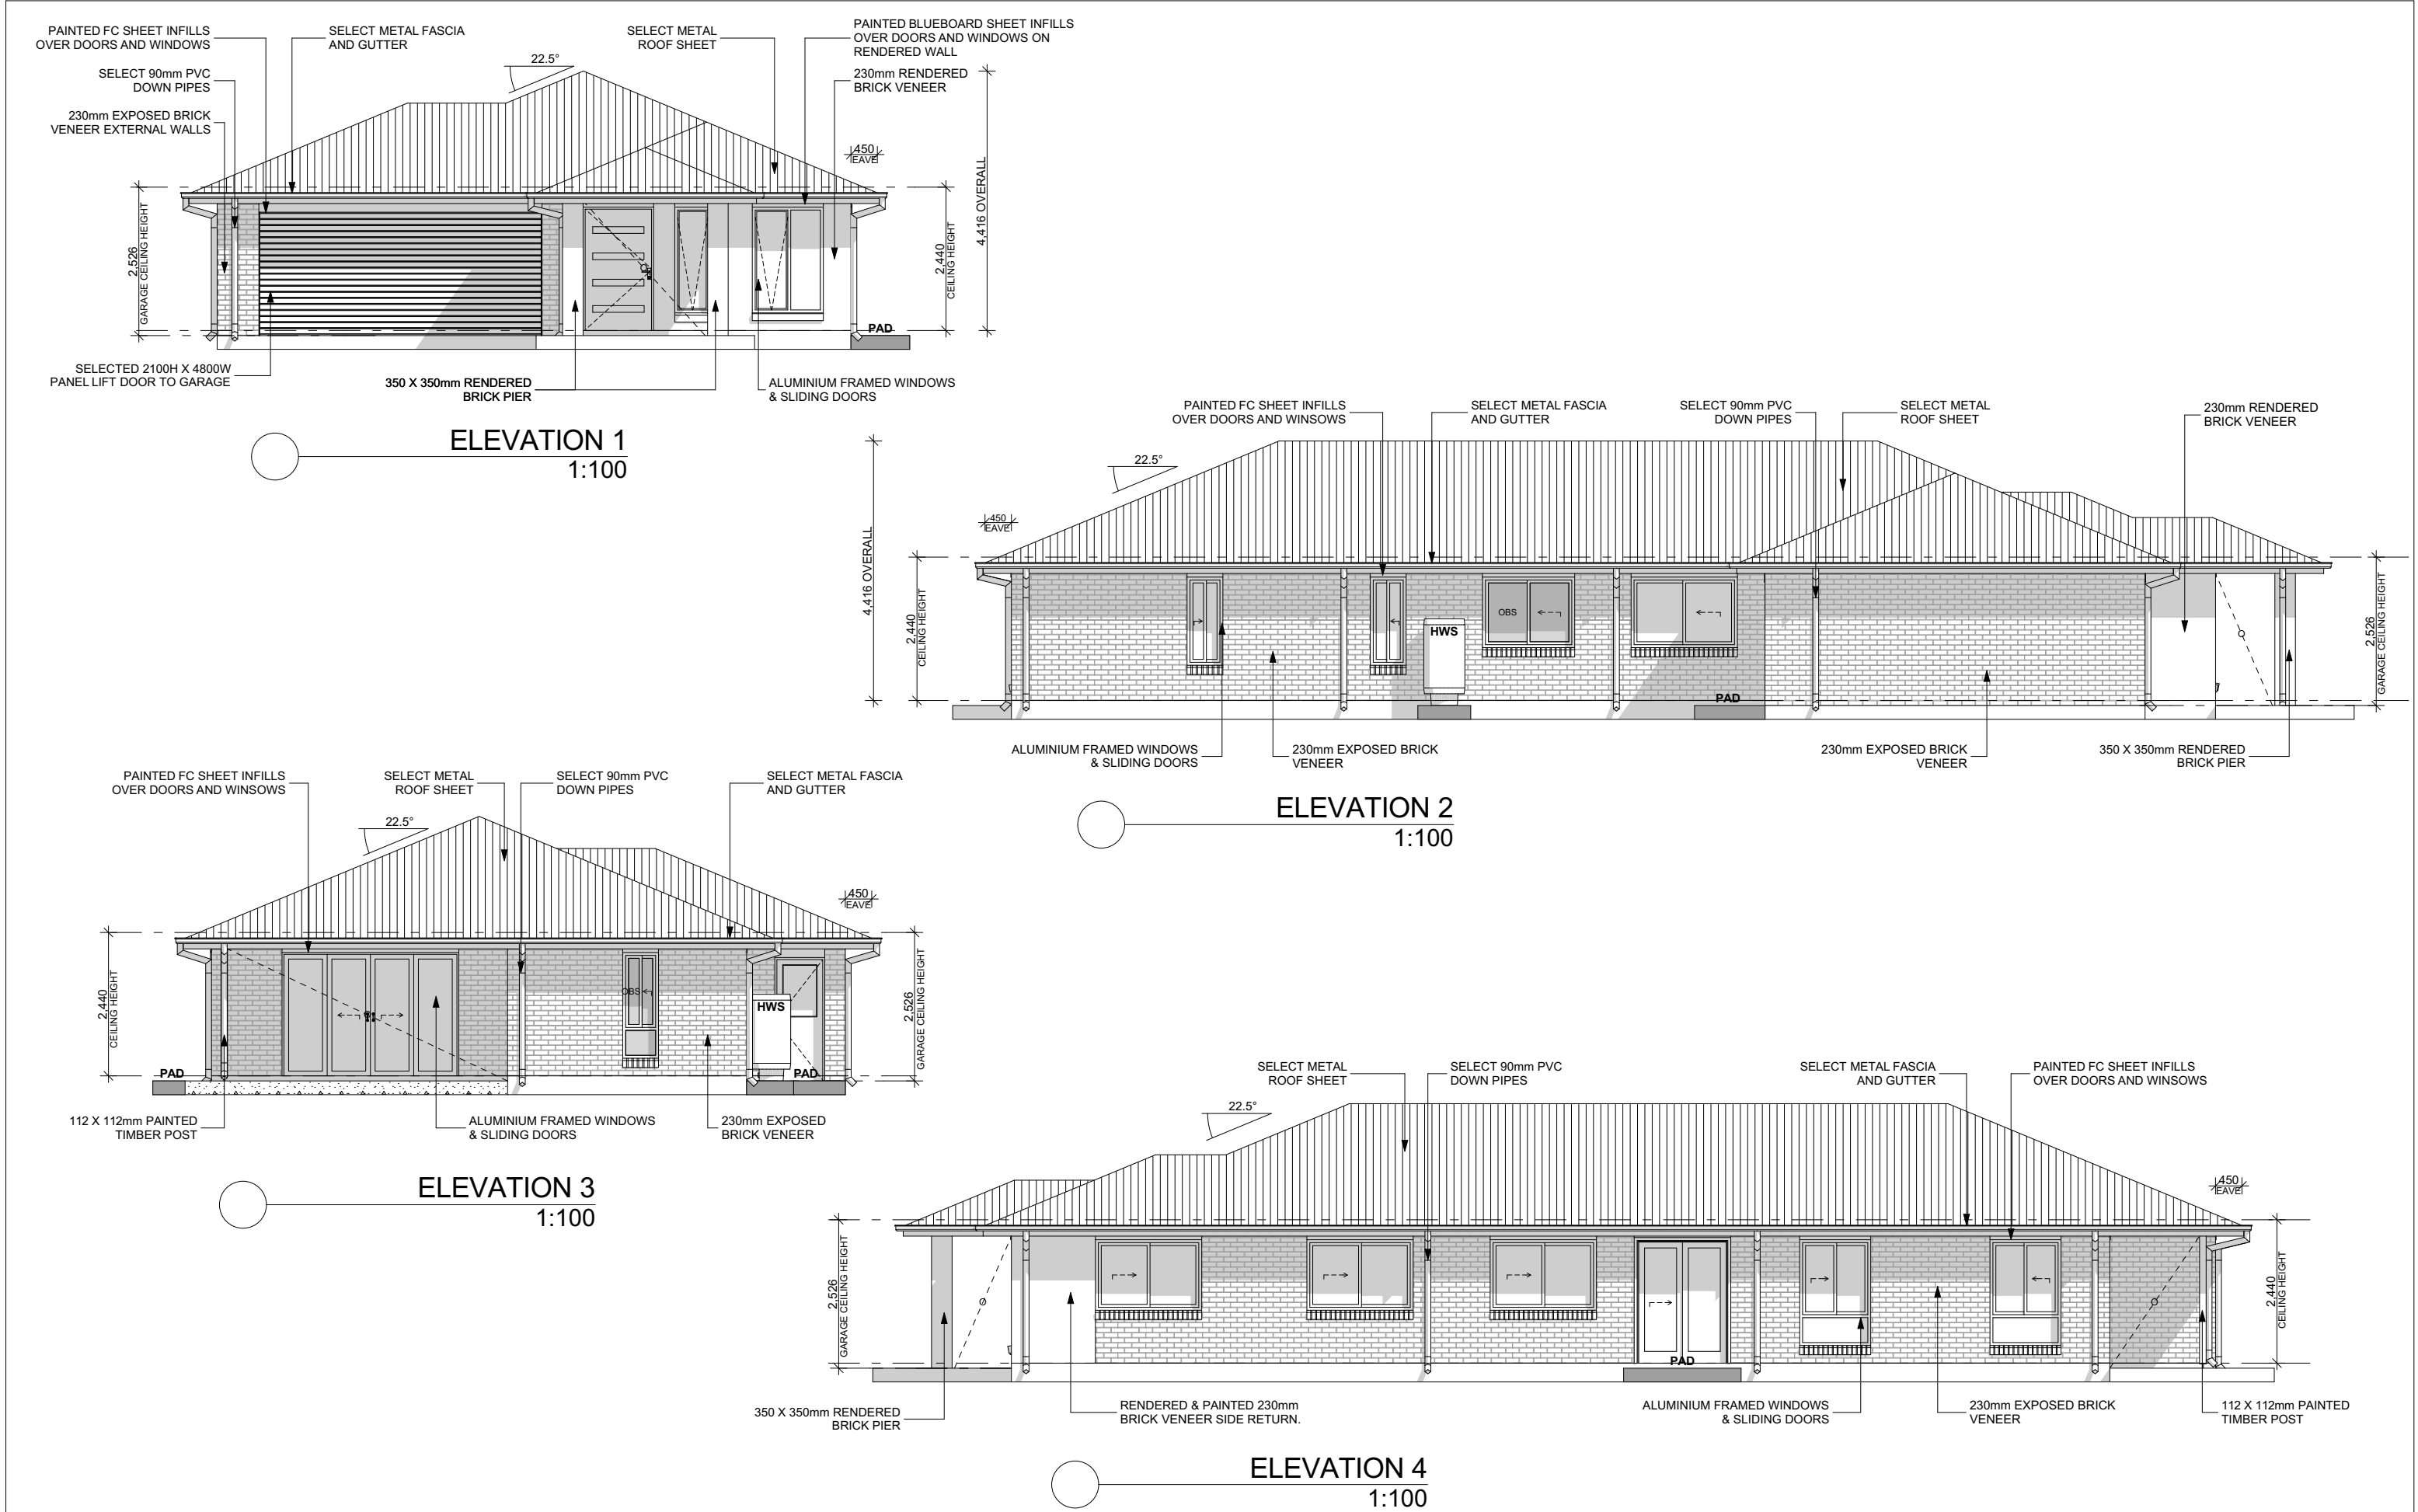 PAINTED FC SHEET INFILLS
OVER DOORS AND WINDOWS
SELECT METAL FASCIA
AND GUTTER
SELECT METAL
ROOF SHEET
PAINTED BLUEBOARD SHEET INFILLS
OVER DOORS AND WINDOWS ON
RENDERED WALL
SELECT 90mm PVC
DOWN PIPES
22.5°
230mm RENDERED
BRICK VENEER
230mm EXPOSED BRICK
VENEER EXTERNAL WALLS
450
EAVE
2,526
GARAGE CEILING HEIGHT
2,440
CEILING HEIGHT
4,416 OVERALL
PAD
SELECTED 2100H X 4800W
PANEL LIFT DOOR TO GARAGE
350 X 350mm RENDERED
BRICK PIER
ALUMINIUM FRAMED WINDOWS
& SLIDING DOORS
ELEVATION 1
1:100
PAINTED FC SHEET INFILLS
OVER DOORS AND WINSOWS
SELECT METAL FASCIA
AND GUTTER
SELECT 90mm PVC
DOWN PIPES
SELECT METAL
ROOF SHEET
230mm RENDERED
BRICK VENEER
22.5°
450
EAVE
4,416 OVERALL
2,440
CEILING HEIGHT
OBS
HWS
PAD
2,526
GARAGE CEILING HEIGHT
ALUMINIUM FRAMED WINDOWS
& SLIDING DOORS
230mm EXPOSED BRICK
VENEER
230mm EXPOSED BRICK
VENEER
350 X 350mm RENDERED
BRICK PIER
ELEVATION 2
1:100
PAINTED FC SHEET INFILLS
OVER DOORS AND WINSOWS
SELECT METAL
ROOF SHEET
SELECT 90mm PVC
DOWN PIPES
SELECT METAL FASCIA
AND GUTTER
22.5°
450
EAVE
2,440
CEILING HEIGHT
OBS
HWS
2,526
GARAGE CEILING HEIGHT
PAD
PAD
112 X 112mm PAINTED
TIMBER POST
ALUMINIUM FRAMED WINDOWS
& SLIDING DOORS
230mm EXPOSED
BRICK VENEER
ELEVATION 3
1:100
SELECT METAL
ROOF SHEET
SELECT 90mm PVC
DOWN PIPES
SELECT METAL FASCIA
AND GUTTER
PAINTED FC SHEET INFILLS
OVER DOORS AND WINSOWS
22.5°
450
EAVE
2,526
GARAGE CEILING HEIGHT
2,440
CEILING HEIGHT
PAD
350 X 350mm RENDERED
BRICK PIER
RENDERED & PAINTED 230mm
BRICK VENEER SIDE RETURN.
ALUMINIUM FRAMED WINDOWS
& SLIDING DOORS
230mm EXPOSED BRICK
VENEER
112 X 112mm PAINTED
TIMBER POST
ELEVATION 4
1:100